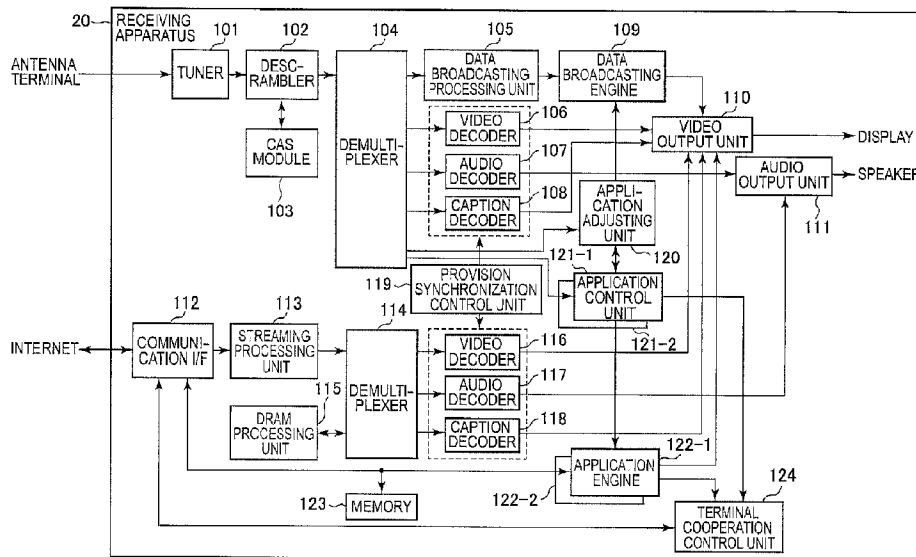 20
RECEIVING
APPARATUS
101
102
104
105
109
ANTENNA
TERMINAL
TUNER
DESC-
RAMBLER
DATA
BROADCASTING
PROCESSING UNIT
DATA
BROADCASTING
ENGINE
110
CAS
MODULE
103
DEMULTI-
PLEXER
VIDEO
DECODER
106
VIDEO
OUTPUT UNIT
DISPLAY
AUDIO
DECODER
107
AUDIO
OUTPUT UNIT
SPEAKER
111
CAPTION
DECODER
108
APPLI-
CATION
ADJUSTING
UNIT
120
119
PROVISION
SYNCHRONIZATION
CONTROL UNIT
121-1
APPLICATION
CONTROL
UNIT
121-2
112
113
114
INTERNET
COMMUNI-
CATION I/F
STREAMING
PROCESSING
UNIT
DEMULTI-
PLEXER
VIDEO
DECODER
116
AUDIO
DECODER
117
115
DRAM
PROCESSING
UNIT
CAPTION
DECODER
118
122-1
APPLICATION
ENGINE
122-2
123
MEMORY
124
TERMINAL
COOPERATION
CONTROL UNIT